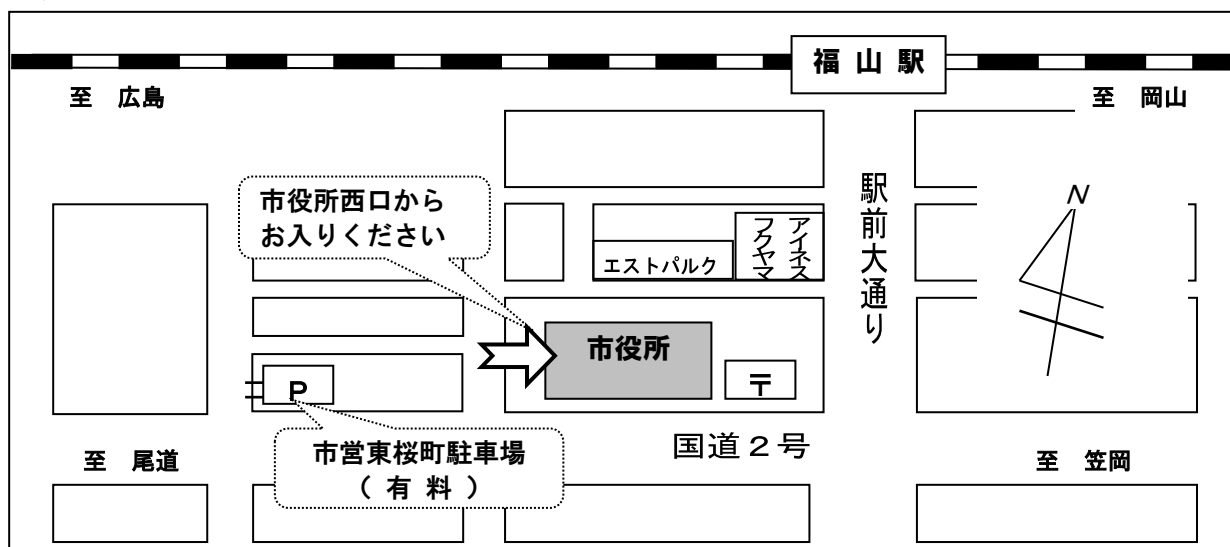 福山駅
至 広島
至 岡山
市役所西口から
お入りください
駅前大通り
N
エストパルク
アイネス
フクヤマ
市役所
〒
P
市営東桜町駐車場
（ 有 料 ）
国道２号
至 尾道
至 笠岡